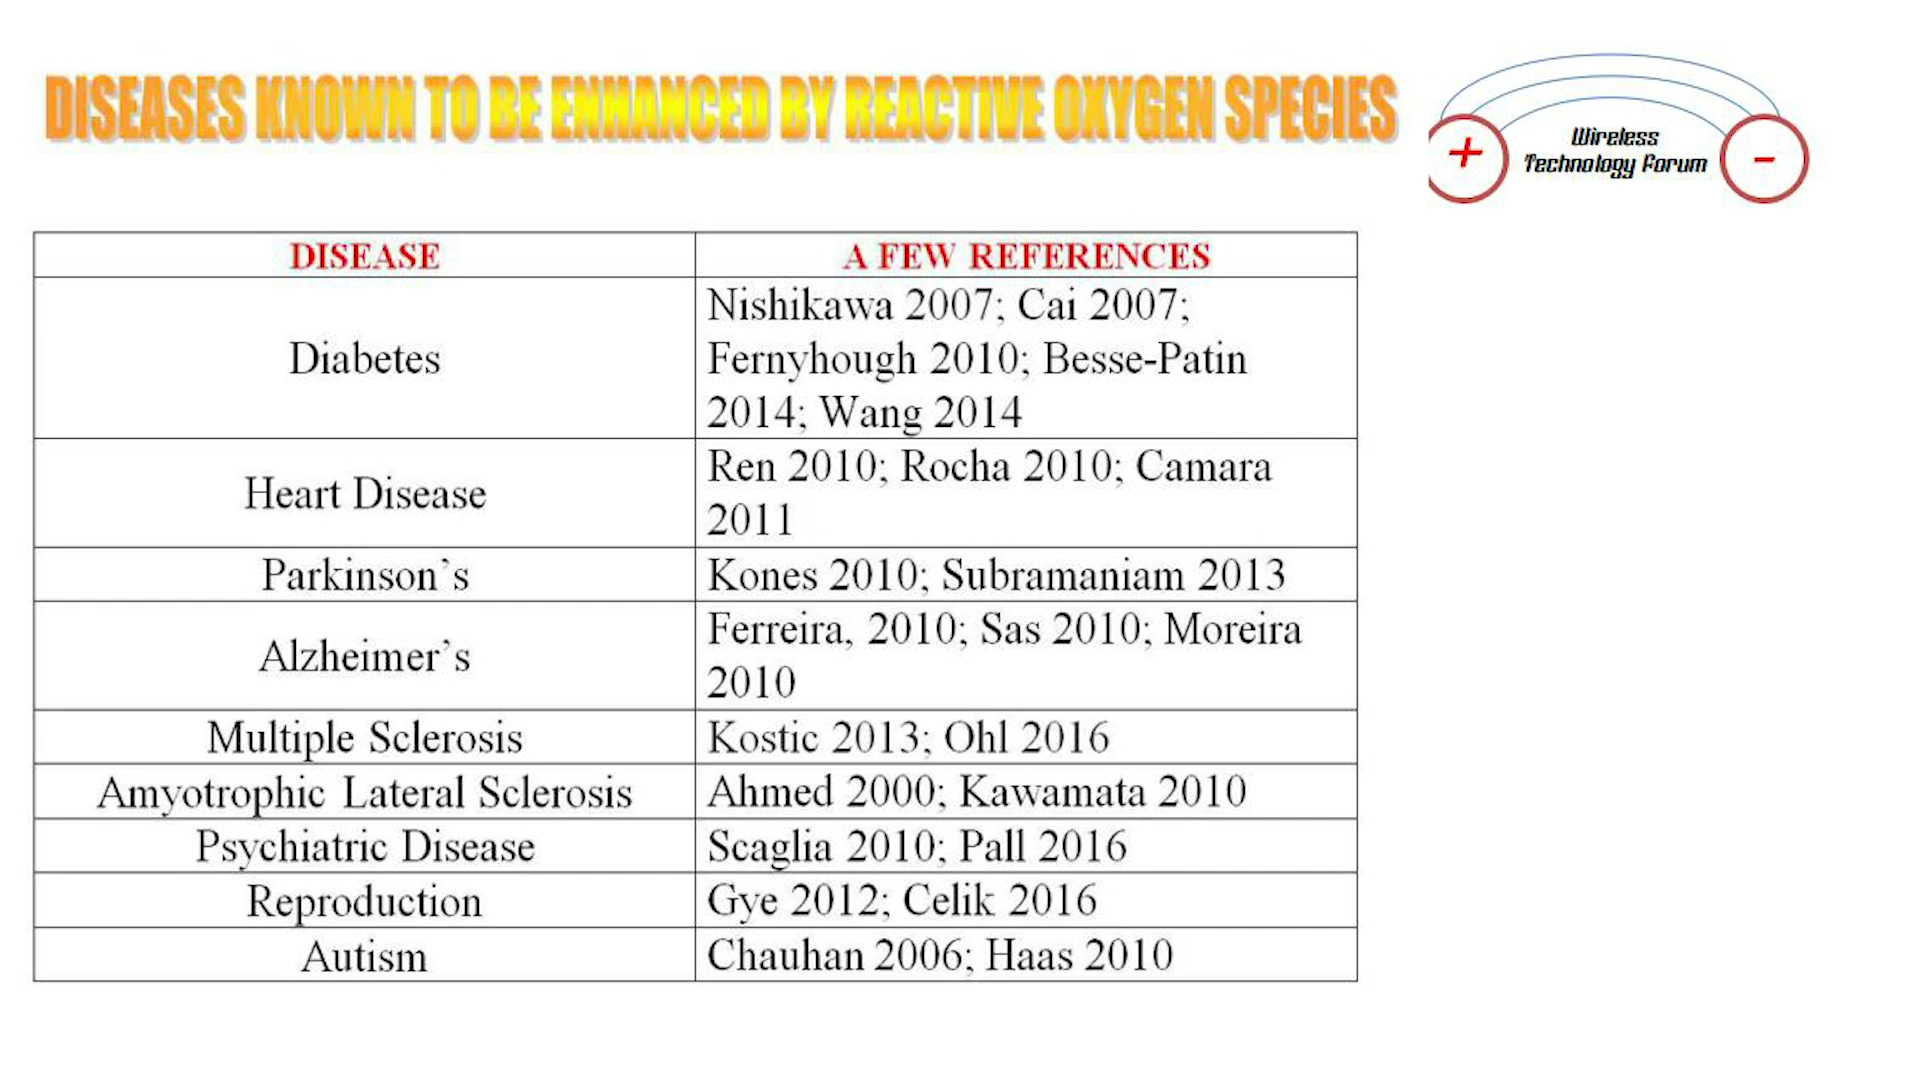 DISEASES KNOWN TO BE ENHANCED BY REACTIVE OXYGEN SPECIES
+
Wireless
Technology Forum
-
DISEASE
A FEW REFERENCES
Diabetes
Nishikawa 2007; Cai 2007;
Fernyhough 2010; Besse-Patin
2014; Wang 2014
Heart Disease
Ren 2010; Rocha 2010; Camara
2011
Parkinson’s
Kones 2010; Subramaniam 2013
Alzheimer’s
Ferreira, 2010; Sas 2010; Moreira
2010
Multiple Sclerosis
Kostic 2013; Ohl 2016
Amyotrophic Lateral Sclerosis
Ahmed 2000; Kawamata 2010
Psychiatric Disease
Scaglia 2010; Pall 2016
Reproduction
Gye 2012; Celik 2016
Autism
Chauhan 2006; Haas 2010